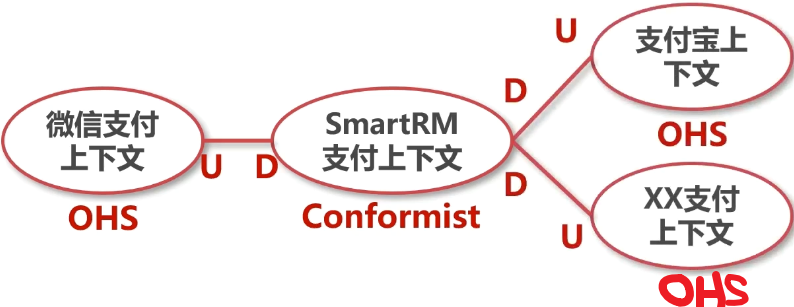 微信支付
上下文
U
D
OHS
SmartRM
支付上下文
Conformist
D
U
支付宝上
下文
OHS
D
U
XX支付
上下文
OHS